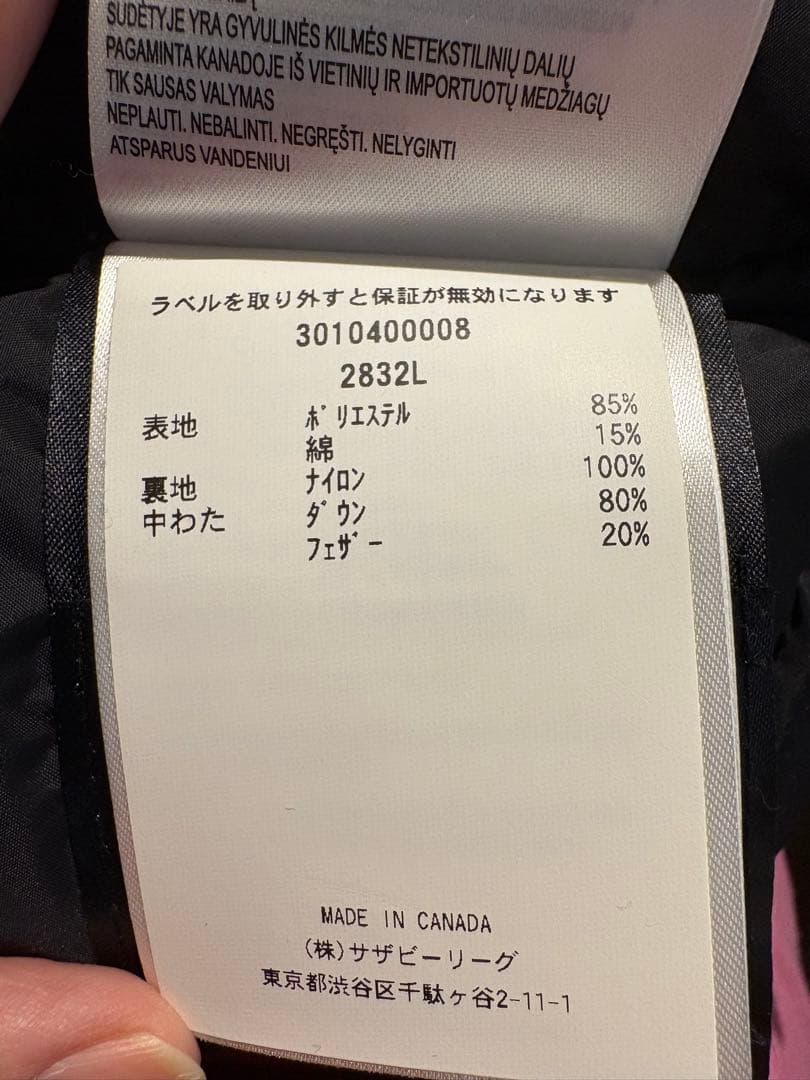 SUDĖTYJE YRA GYVULINĖS KILMĖS NETEKSTILINIŲ DALIŲ
PAGAMINTA KANADOJE IŠ VIETINIŲ IR IMPORTUOTŲ MEDŽIAGŲ
TIK SAUSAS VALYMAS
NEPLAUTI. NEBALINTI. NEGRĘŠTI. NELYGINTI
ATSPARUS VANDENIUI
ラベルを取り外すと保証が無効になります
3010400008
2832L
表地 ﾎﾟﾘｴｽﾃﾙ 85%
綿 15%
裏地 ﾅｲﾛﾝ 100%
中わた ﾀﾞｳﾝ 80%
ﾌｪｻﾞｰ 20%
MADE IN CANADA
(株)サザビーリーグ
東京都渋谷区千駄ヶ谷2-11-1